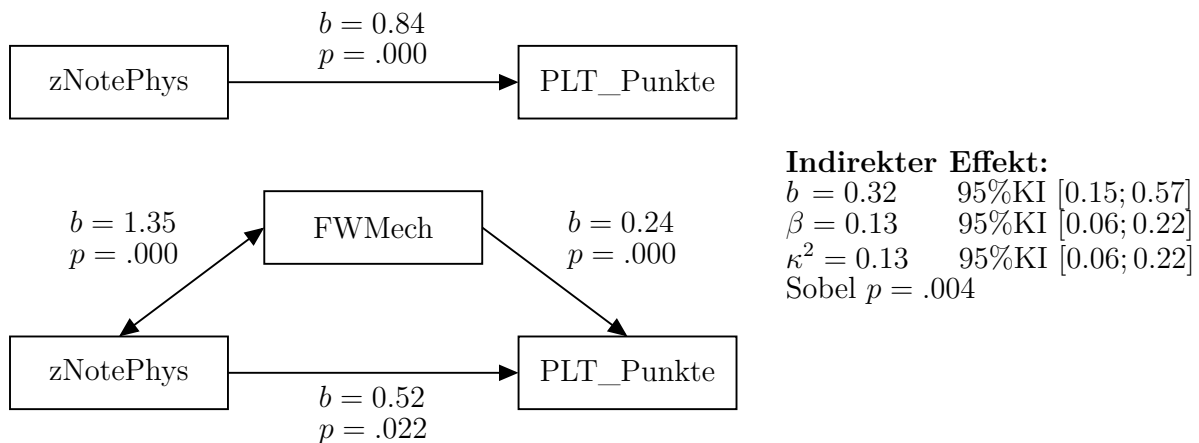 b = 0.84
p = .000
zNotePhys
PLT_Punkte
Indirekter Effekt:
b = 0.32 95%KI [0.15; 0.57]
β = 0.13 95%KI [0.06; 0.22]
κ² = 0.13 95%KI [0.06; 0.22]
Sobel p = .004
b = 1.35
p = .000
FWMech
b = 0.24
p = .000
zNotePhys
PLT_Punkte
b = 0.52
p = .022